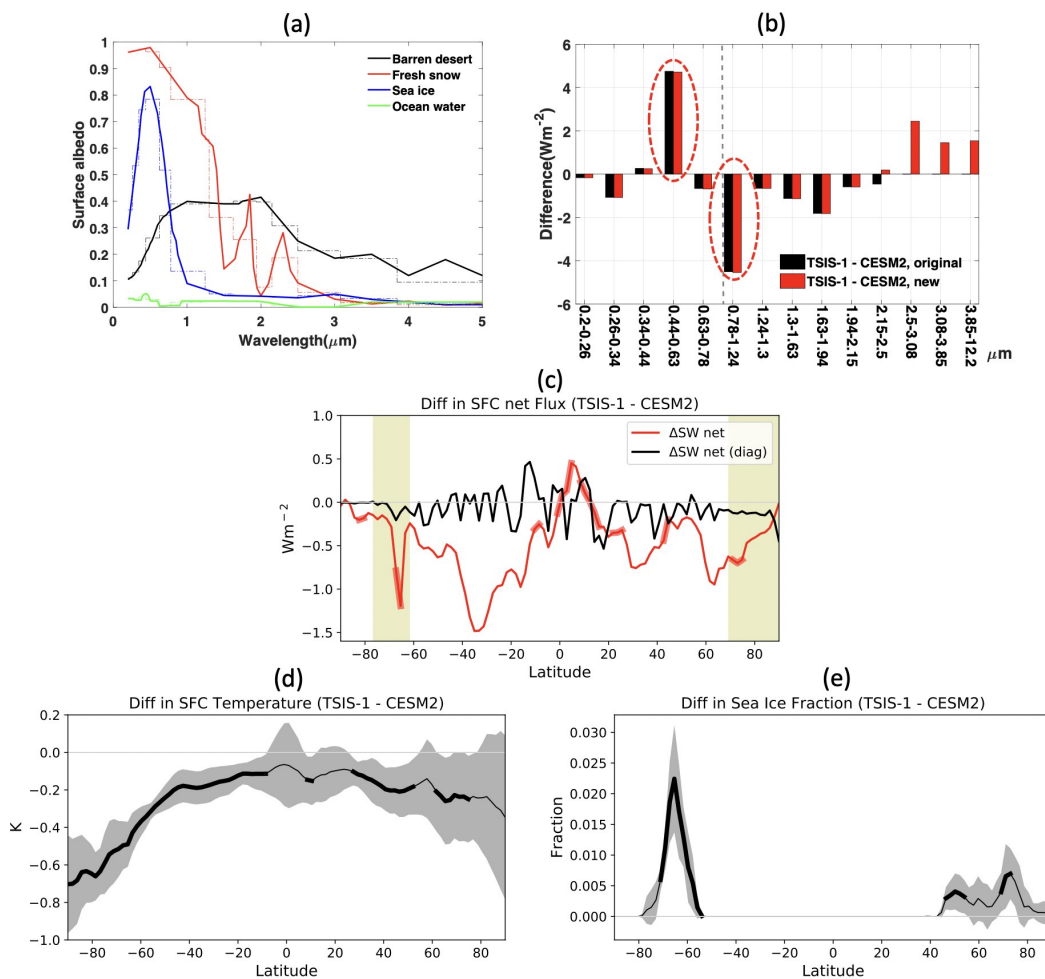 (a)
Surface albedo
1
0.9
0.8
0.7
0.6
0.5
0.4
0.3
0.2
0.1
0
0 1 2 3 4 5
Wavelength(μm)
Barren desert
Fresh snow
Sea ice
Ocean water
(b)
Difference(Wm⁻²)
6
4
2
0
-2
-4
-6
TSIS-1 - CESM2, original
TSIS-1 - CESM2, new
0.2-0.26
0.26-0.34
0.34-0.44
0.44-0.63
0.63-0.78
0.78-1.24
1.24-1.3
1.3-1.63
1.63-1.94
1.94-2.15
2.15-2.5
2.5-3.08
3.08-3.85
3.85-12.2
μm
(c)
Diff in SFC net Flux (TSIS-1 - CESM2)
Wm⁻²
1.0
0.5
0.0
−0.5
−1.0
−1.5
ΔSW net
ΔSW net (diag)
−80 −60 −40 −20 0 20 40 60 80
Latitude
(d)
Diff in SFC Temperature (TSIS-1 - CESM2)
K
0.2
0.0
−0.2
−0.4
−0.6
−0.8
−1.0
−80 −60 −40 −20 0 20 40 60 80
Latitude
(e)
Diff in Sea Ice Fraction (TSIS-1 - CESM2)
Fraction
0.030
0.025
0.020
0.015
0.010
0.005
0.000
−80 −60 −40 −20 0 20 40 60 80
Latitude